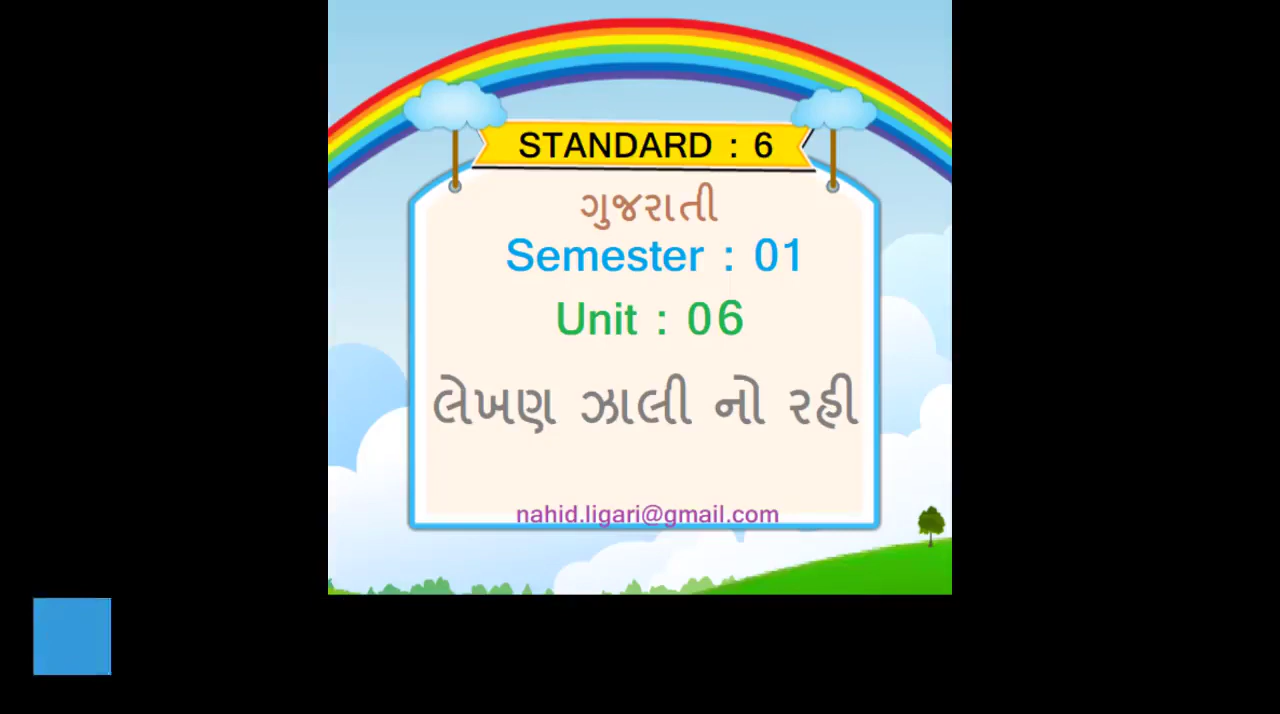 STANDARD : 6
ગુજરાતી
Semester : 01
Unit : 06
લેખણ ઝાલી નો રહી
nahid.ligari@gmail.com